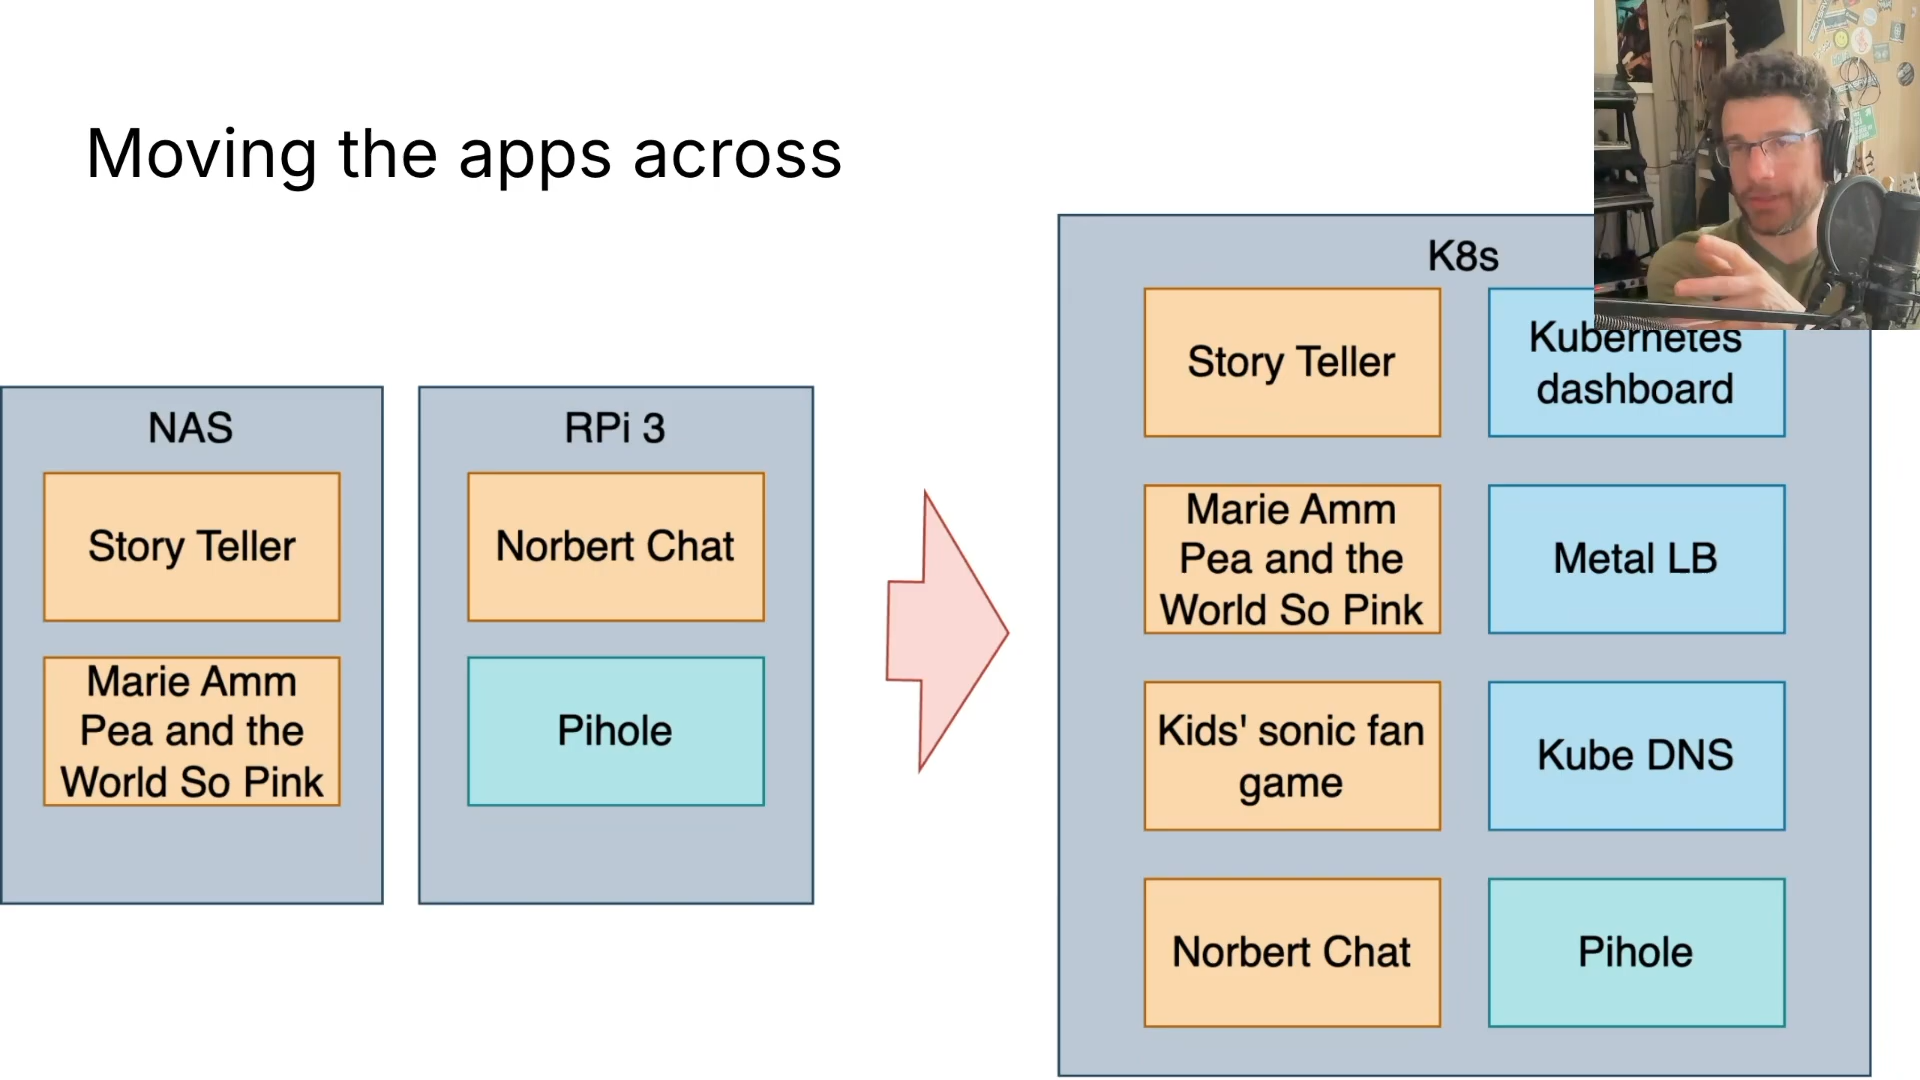 Moving the apps across
NAS
Story Teller
Marie Amm
Pea and the
World So Pink
RPi 3
Norbert Chat
Pihole
K8s
Story Teller
Kubernetes
dashboard
Marie Amm
Pea and the
World So Pink
Metal LB
Kids' sonic fan
game
Kube DNS
Norbert Chat
Pihole